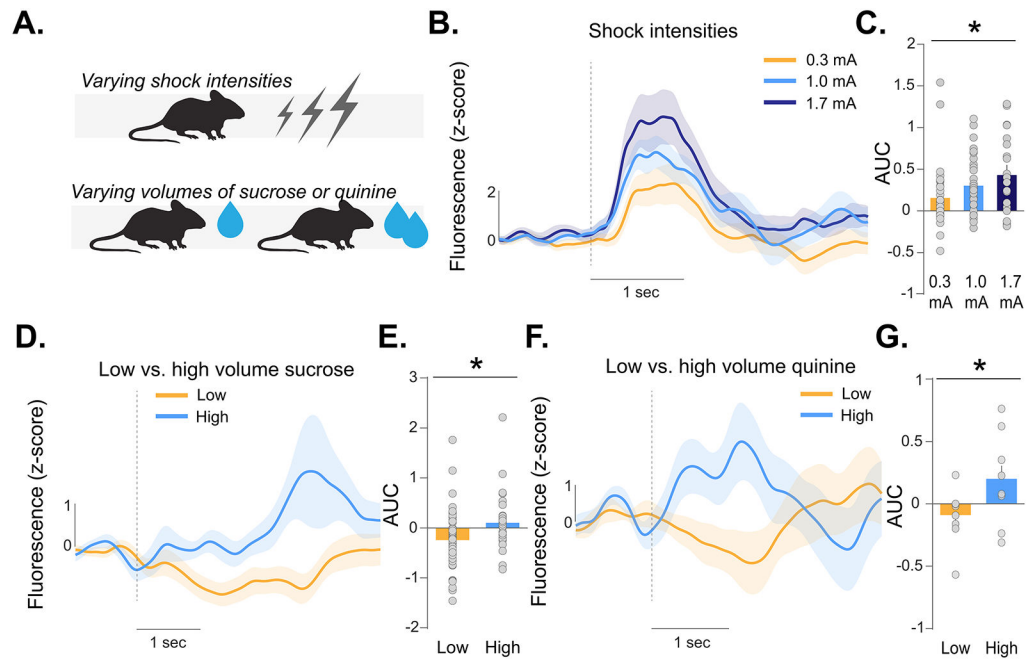 A.
Varying shock intensities
Varying volumes of sucrose or quinine
B.
Shock intensities
0.3 mA
1.0 mA
1.7 mA
Fluorescence (z-score)
2
0
1 sec
C.
*
AUC
2
1.5
1
0.5
0
-0.5
-1
0.3 1.0 1.7
mA mA mA
D.
Low vs. high volume sucrose
Low
High
Fluorescence (z-score)
1
0
1 sec
E.
*
AUC
3
2
1
0
-1
-2
Low High
F.
Low vs. high volume quinine
Low
High
Fluorescence (z-score)
1
0
1 sec
G.
*
AUC
1
0.5
0
-0.5
-1
Low High